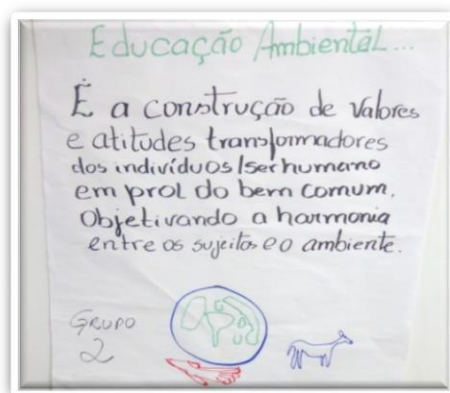 Educação Ambiental...
É a construção de Valores
e atitudes transformadores
dos indivíduos/ser humano
em prol do bem comum.
Objetivando a harmonia
entre os sujeitos e o ambiente.
Grupo
2